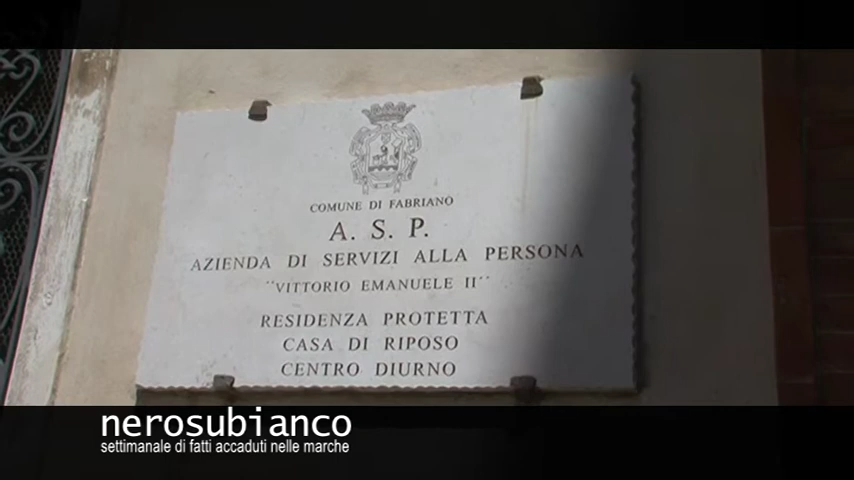 COMUNE DI FABRIANO
A. S. P.
AZIENDA DI SERVIZI ALLA PERSONA
"VITTORIO EMANUELE II"
RESIDENZA PROTETTA
CASA DI RIPOSO
CENTRO DIURNO
nerosubianco
settimanale di fatti accaduti nelle marche